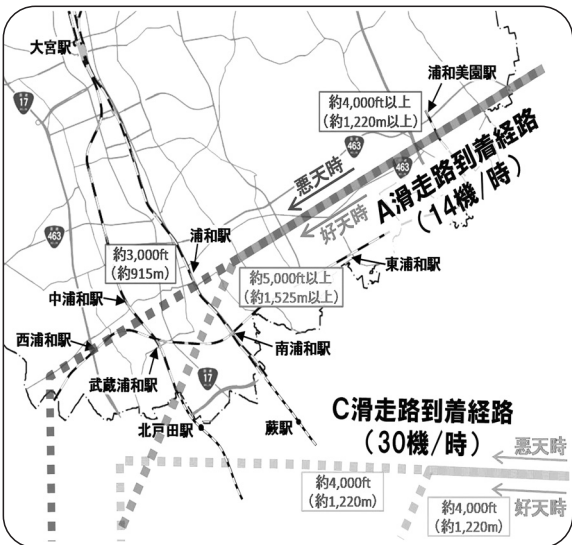 大宮駅
17
浦和美園駅
約4,000ft以上
(約1,220m以上)
463
463
悪天時
好天時
A滑走路到着経路
(14機/時)
463
浦和駅
約3,000ft
(約915m)
東浦和駅
約5,000ft以上
(約1,525m以上)
中浦和駅
西浦和駅
南浦和駅
武蔵浦和駅
17
北戸田駅
蕨駅
C滑走路到着経路
(30機/時)
悪天時
約4,000ft
(約1,220m)
好天時
約4,000ft
(約1,220m)